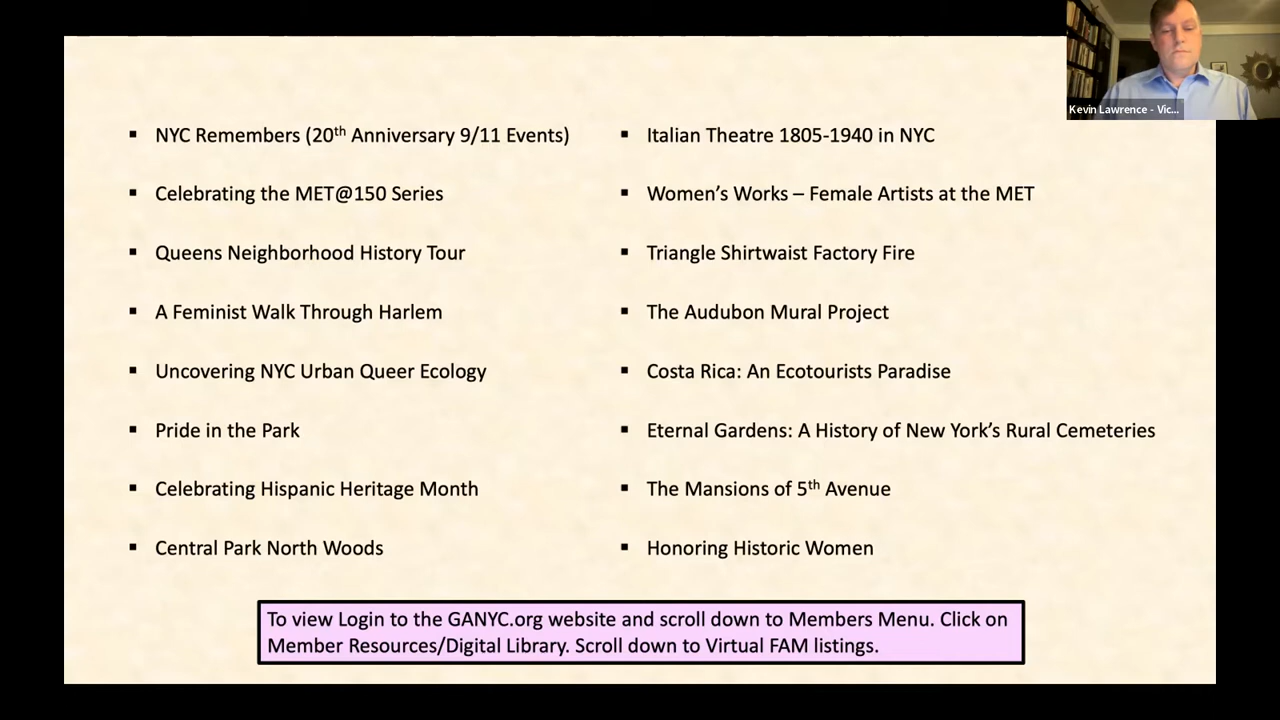 Kevin Lawrence - Vic...
NYC Remembers (20th Anniversary 9/11 Events)
Celebrating the MET@150 Series
Queens Neighborhood History Tour
A Feminist Walk Through Harlem
Uncovering NYC Urban Queer Ecology
Pride in the Park
Celebrating Hispanic Heritage Month
Central Park North Woods
Italian Theatre 1805-1940 in NYC
Women's Works – Female Artists at the MET
Triangle Shirtwaist Factory Fire
The Audubon Mural Project
Costa Rica: An Ecotourists Paradise
Eternal Gardens: A History of New York's Rural Cemeteries
The Mansions of 5th Avenue
Honoring Historic Women
To view Login to the GANYC.org website and scroll down to Members Menu. Click on
Member Resources/Digital Library. Scroll down to Virtual FAM listings.